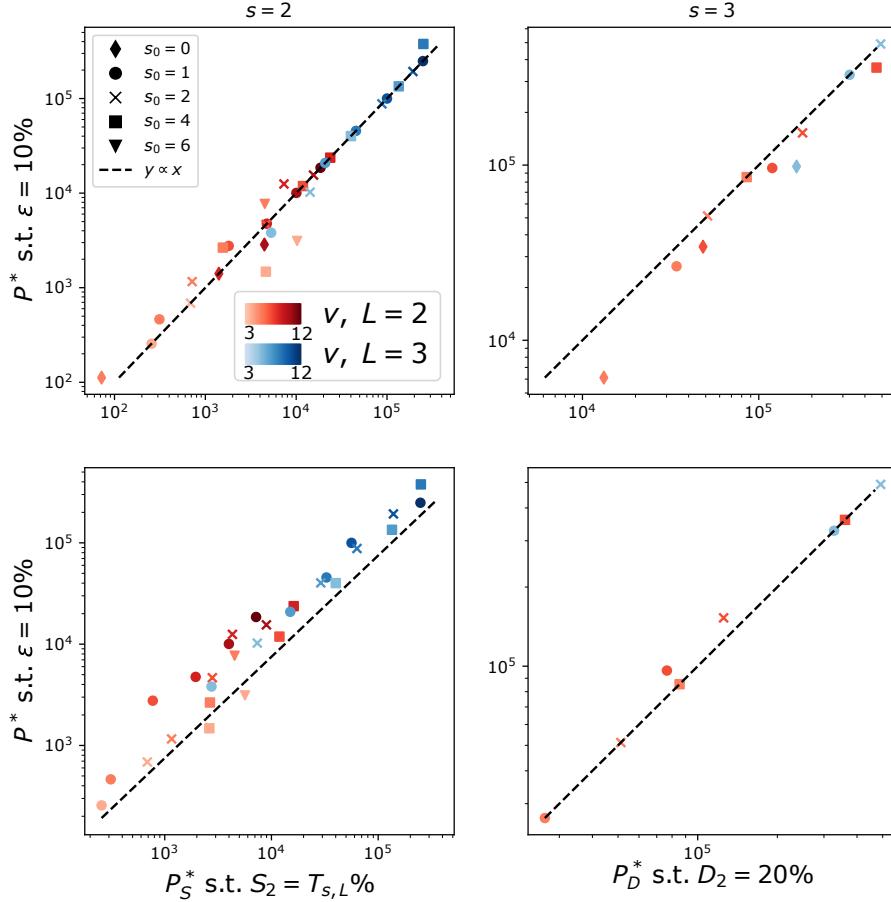 s = 2
s = 3
P* s.t. ε = 10%
10⁵
10⁴
10³
10²
s₀ = 0
s₀ = 1
s₀ = 2
s₀ = 4
s₀ = 6
y ∝ x
3 12
v, L = 2
3 12
v, L = 3
10² 10³ 10⁴ 10⁵
10⁵
10⁴
10⁴ 10⁵
P* s.t. ε = 10%
10⁵
10⁴
10³
10³ 10⁴ 10⁵
P*_S s.t. S₂ = T_{s,L}%
10⁵
10⁵
P*_D s.t. D₂ = 20%